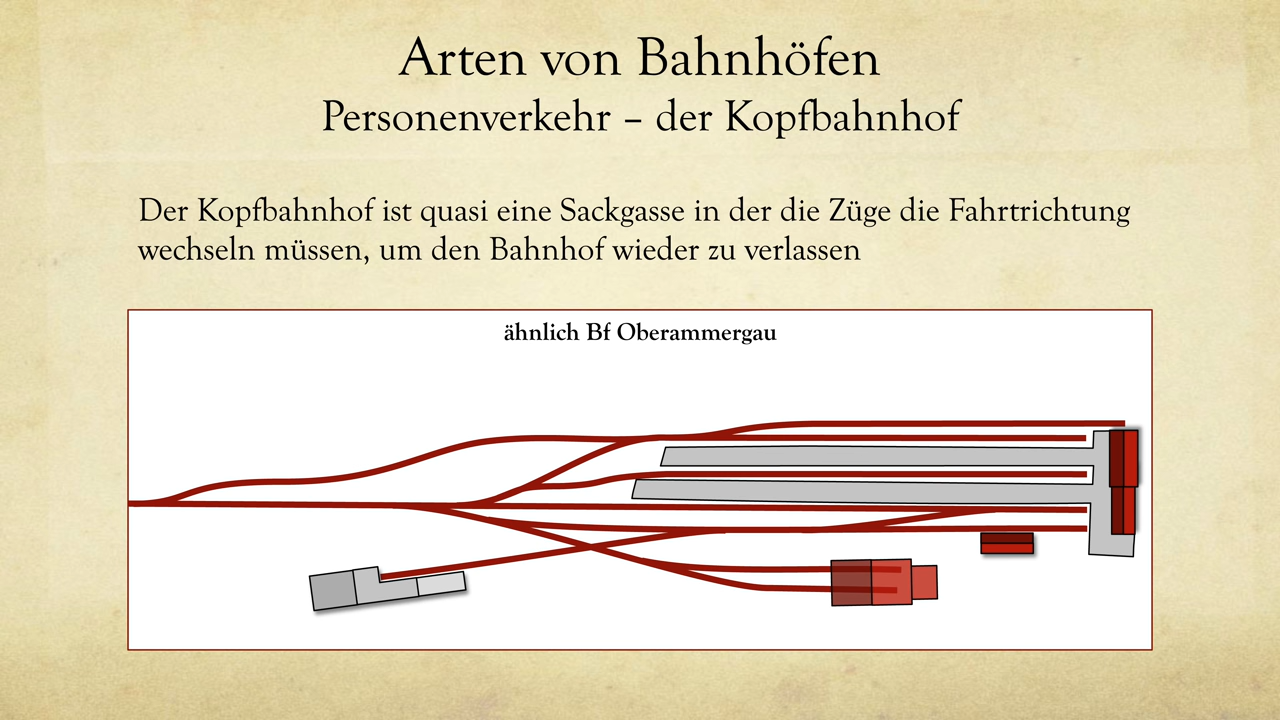 Arten von Bahnhöfen
Personenverkehr – der Kopfbahnhof
Der Kopfbahnhof ist quasi eine Sackgasse in der die Züge die Fahrtrichtung
wechseln müssen, um den Bahnhof wieder zu verlassen
ähnlich Bf Oberammergau